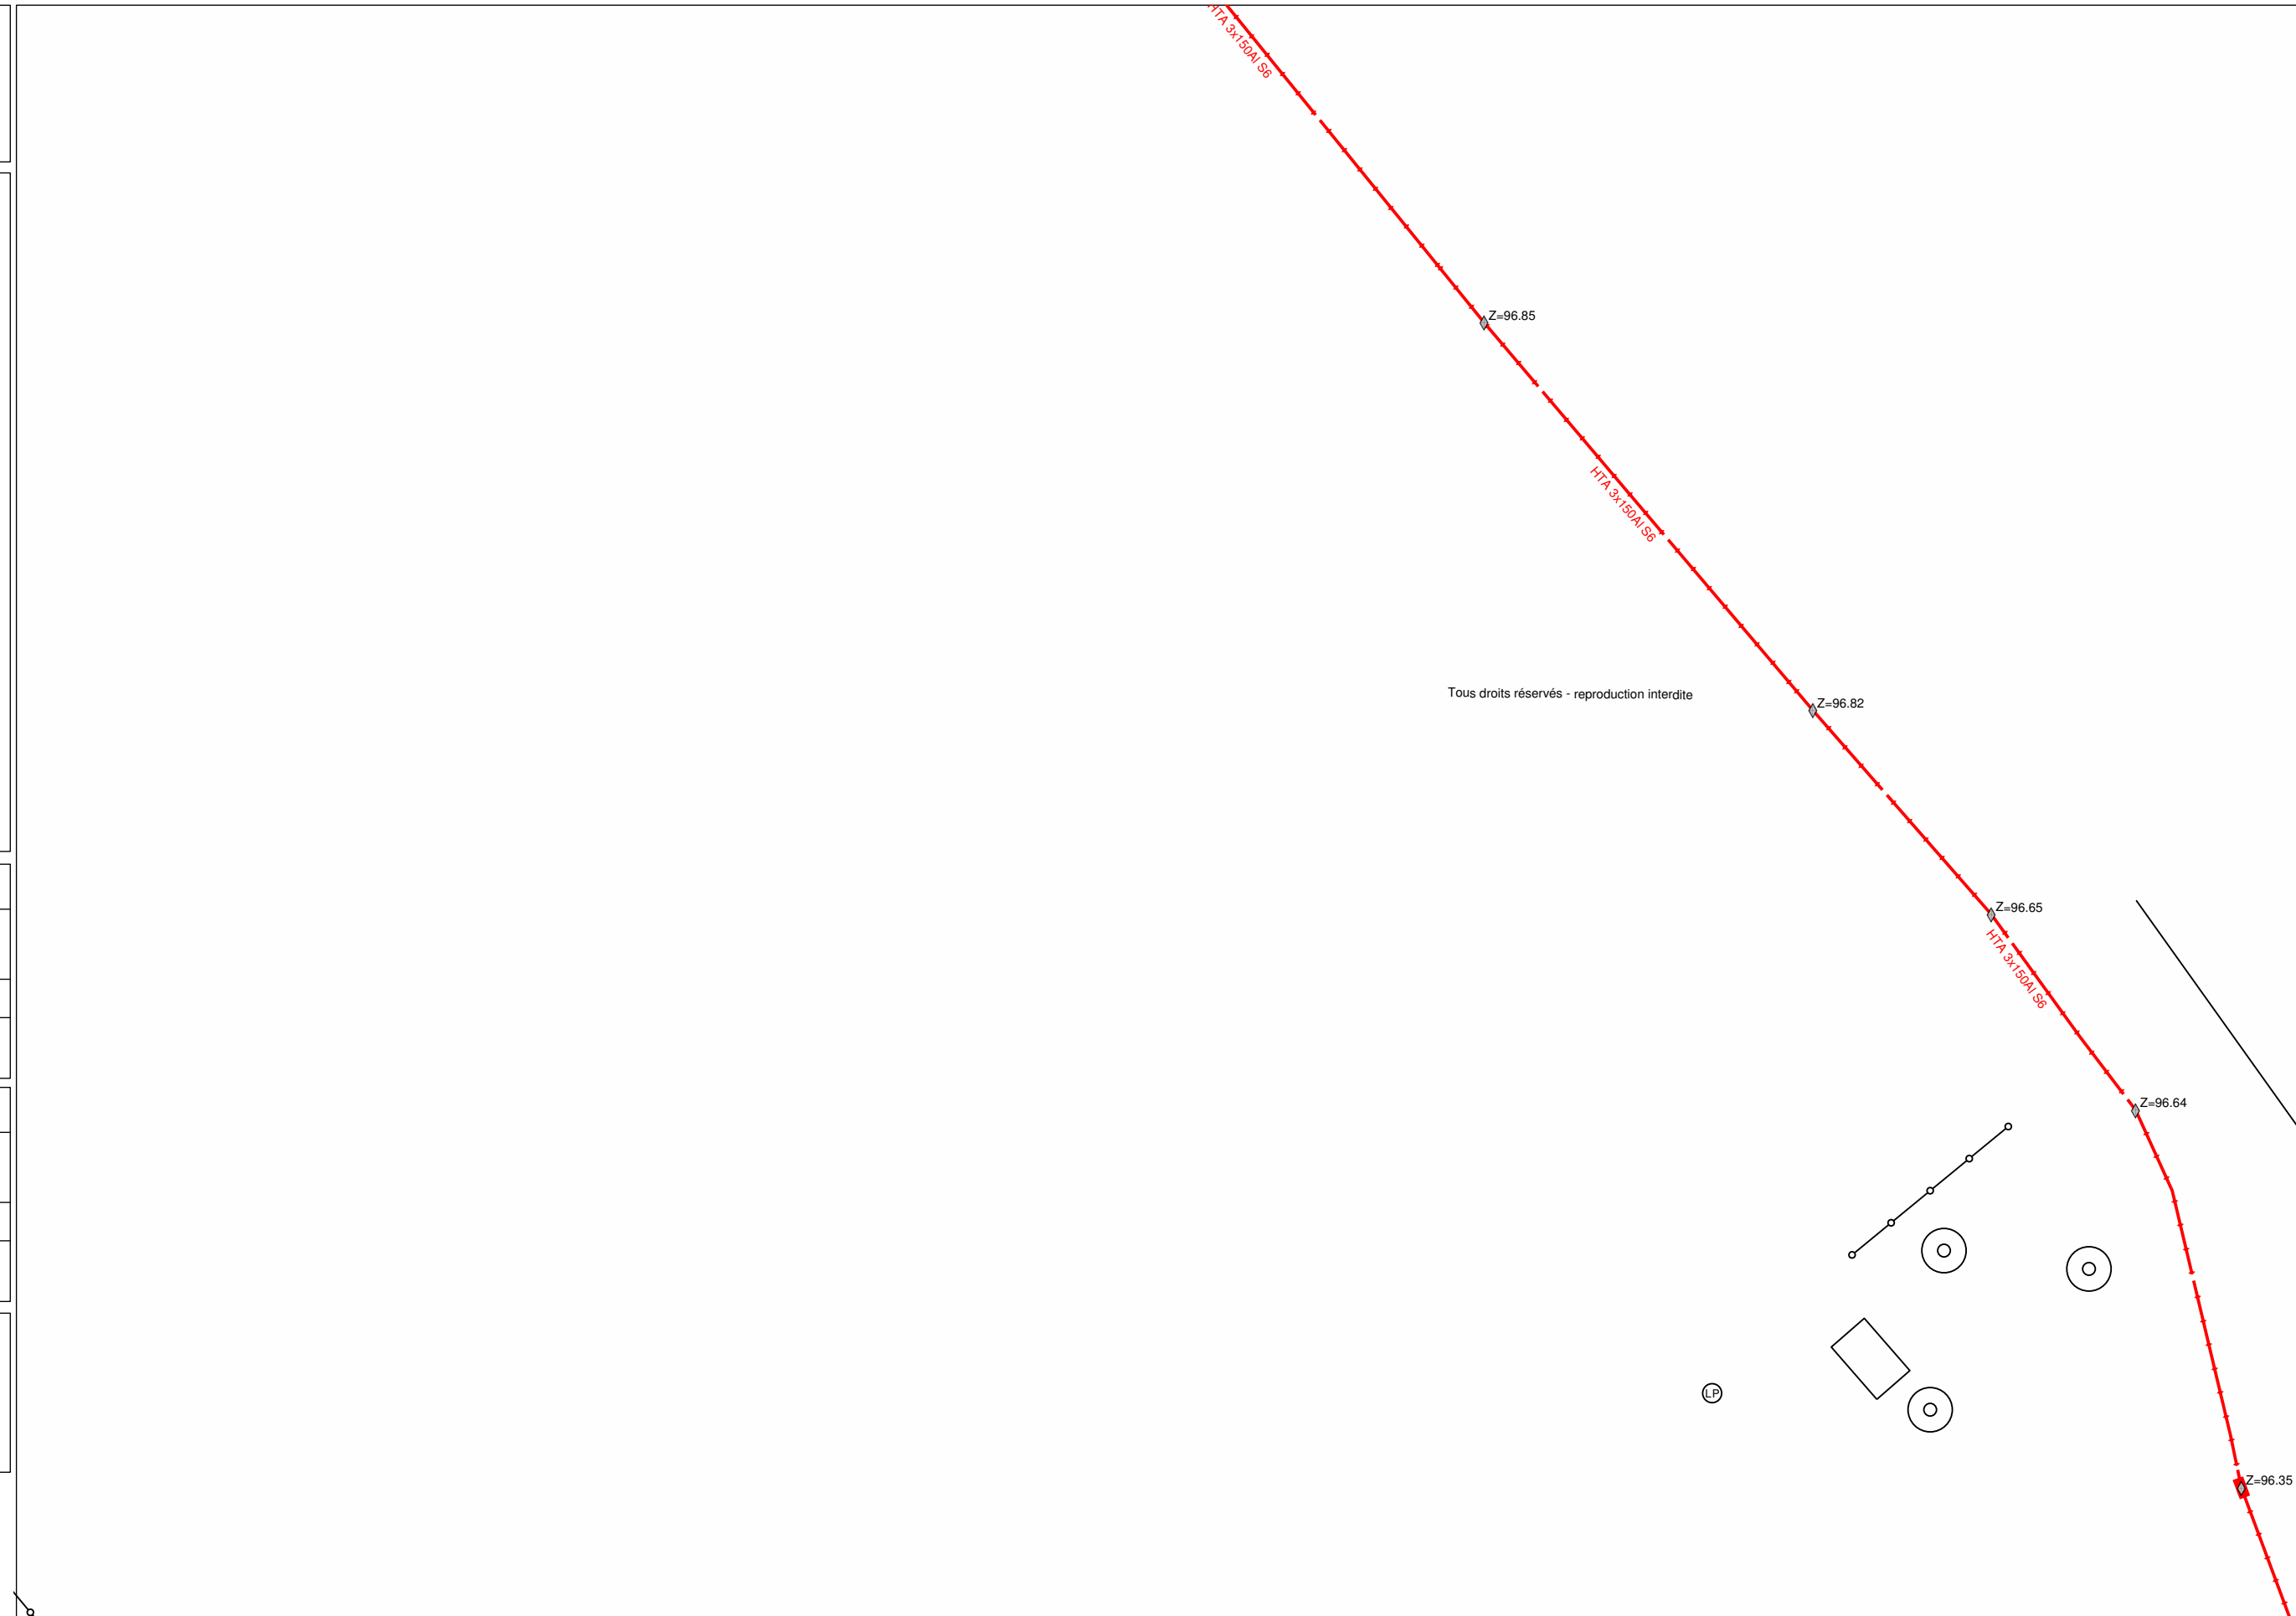 HTA 3x150Al S6
Z=96.85
HTA 3x150Al S6
Tous droits réservés - reproduction interdite
Z=96.82
Z=96.65
HTA 3x150Al S6
Z=96.64
LP
Z=96.35